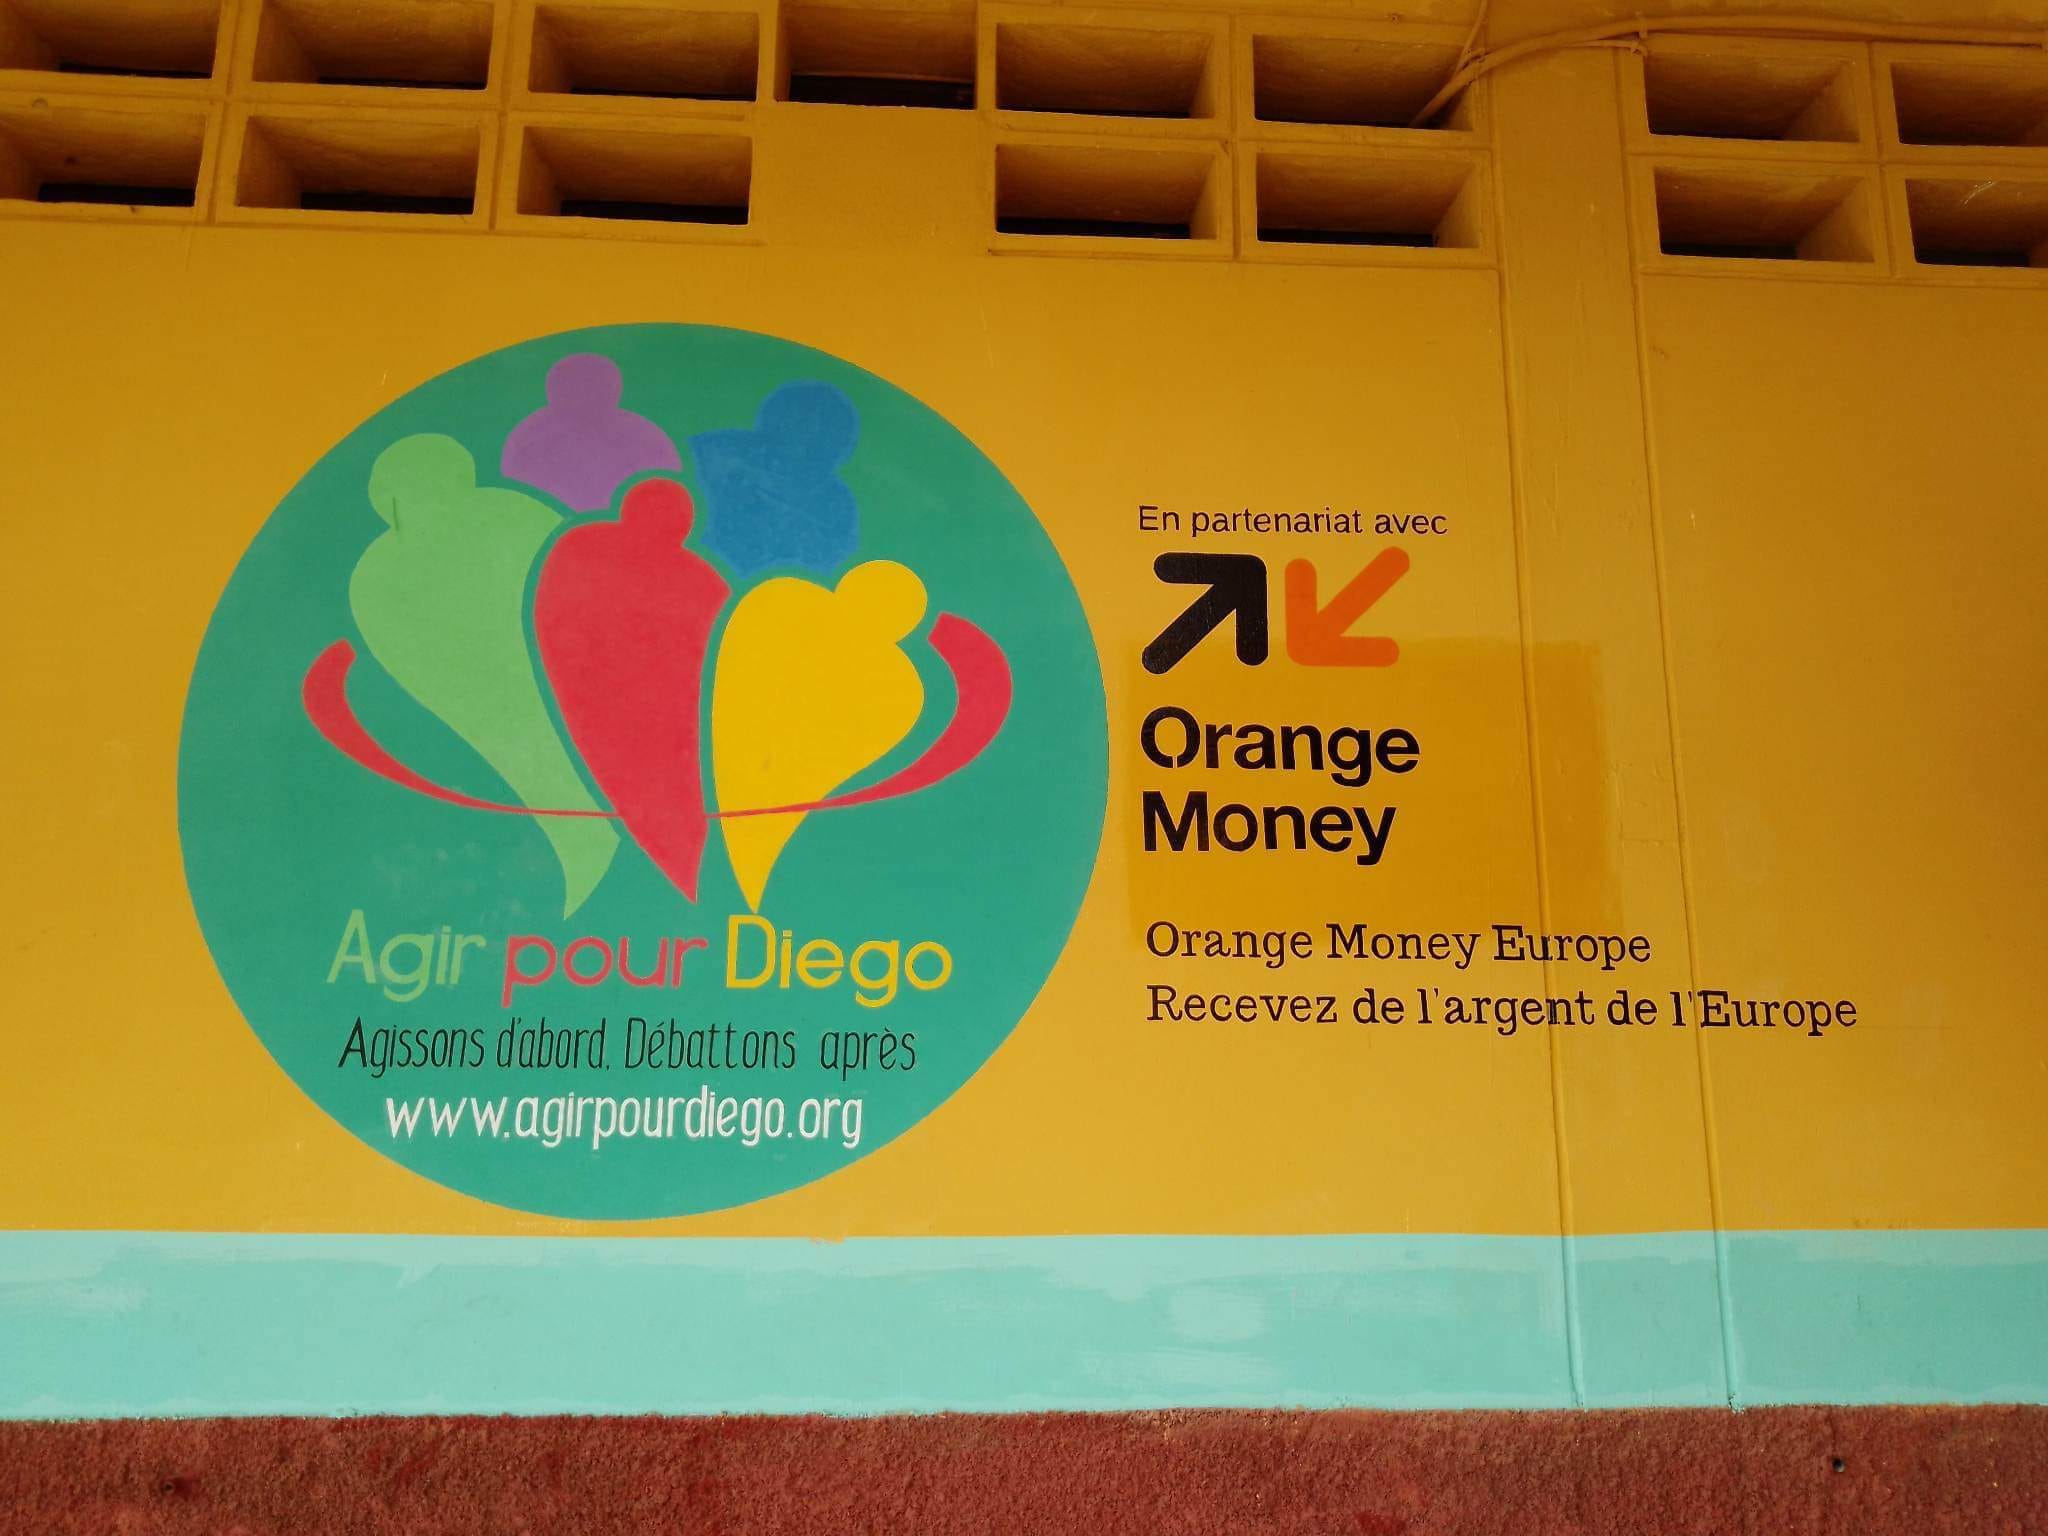 Agir pour Diego
Agissons d'abord. Débattons après
www.agirpourdiego.org
En partenariat avec
Orange
Money
Orange Money Europe
Recevez de l'argent de l'Europe